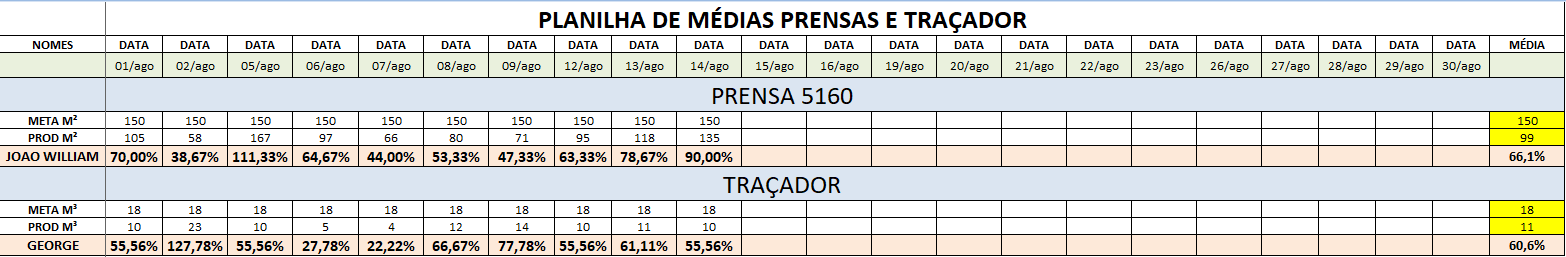 PLANILHA DE MÉDIAS PRENSAS E TRAÇADOR
NOMES DATA DATA DATA DATA DATA DATA DATA DATA DATA DATA DATA DATA DATA DATA DATA DATA DATA DATA DATA DATA DATA MÉDIA
01/ago 02/ago 05/ago 06/ago 07/ago 08/ago 09/ago 12/ago 13/ago 14/ago 15/ago 16/ago 19/ago 20/ago 21/ago 22/ago 23/ago 26/ago 27/ago 28/ago 29/ago 30/ago
PRENSA 5160
META M² 150 150 150 150 150 150 150 150 150 150 150
PROD M² 105 58 167 97 66 80 71 95 118 135 99
JOAO WILLIAM 70,00% 38,67% 111,33% 64,67% 44,00% 53,33% 47,33% 63,33% 78,67% 90,00% 66,1%
TRAÇADOR
META M³ 18 18 18 18 18 18 18 18 18 18 18
PROD M³ 10 23 10 5 4 12 14 10 11 10 11
GEORGE 55,56% 127,78% 55,56% 27,78% 22,22% 66,67% 77,78% 55,56% 61,11% 55,56% 60,6%